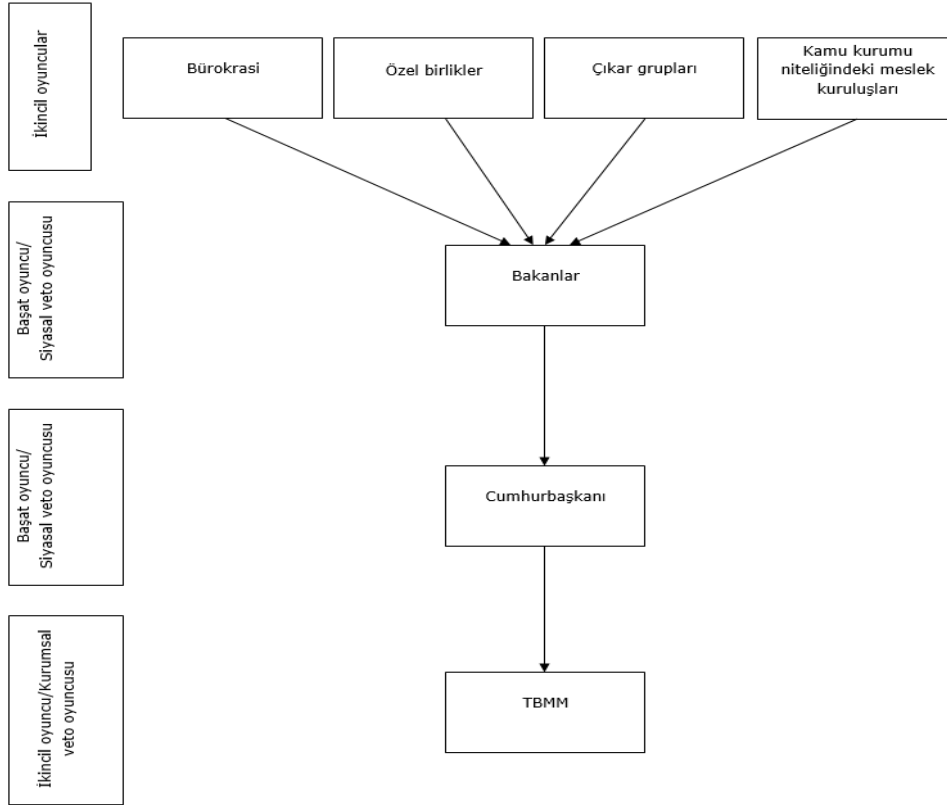 İkincil oyuncular
Bürokrasi
Özel birlikler
Çıkar grupları
Kamu kurumu
niteliğindeki meslek
kuruluşları
Başat oyuncu/
Siyasal veto oyuncusu
Bakanlar
Başat oyuncu/
Siyasal veto oyuncusu
Cumhurbaşkanı
İkincil oyuncu/Kurumsal
veto oyuncusu
TBMM